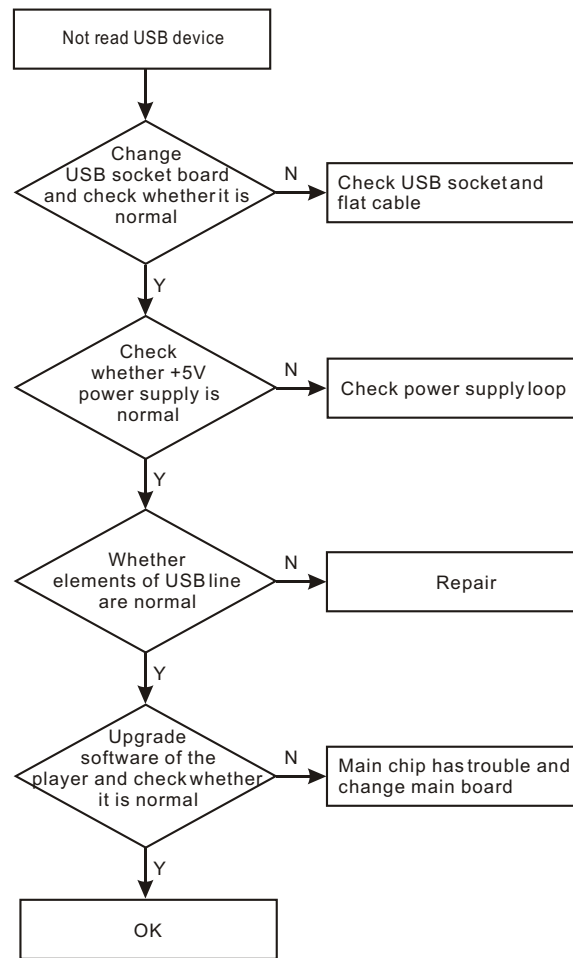 Not read USB device
Change
USB socket board
and check whether it is
normal
N
Check USB socket and
flat cable
Y
Check
whether +5V
power supply is
normal
N
Check power supply loop
Y
Whether
elements of USB line
are normal
N
Repair
Y
Upgrade
software of the
player and check whether
it is normal
N
Main chip has trouble and
change main board
Y
OK